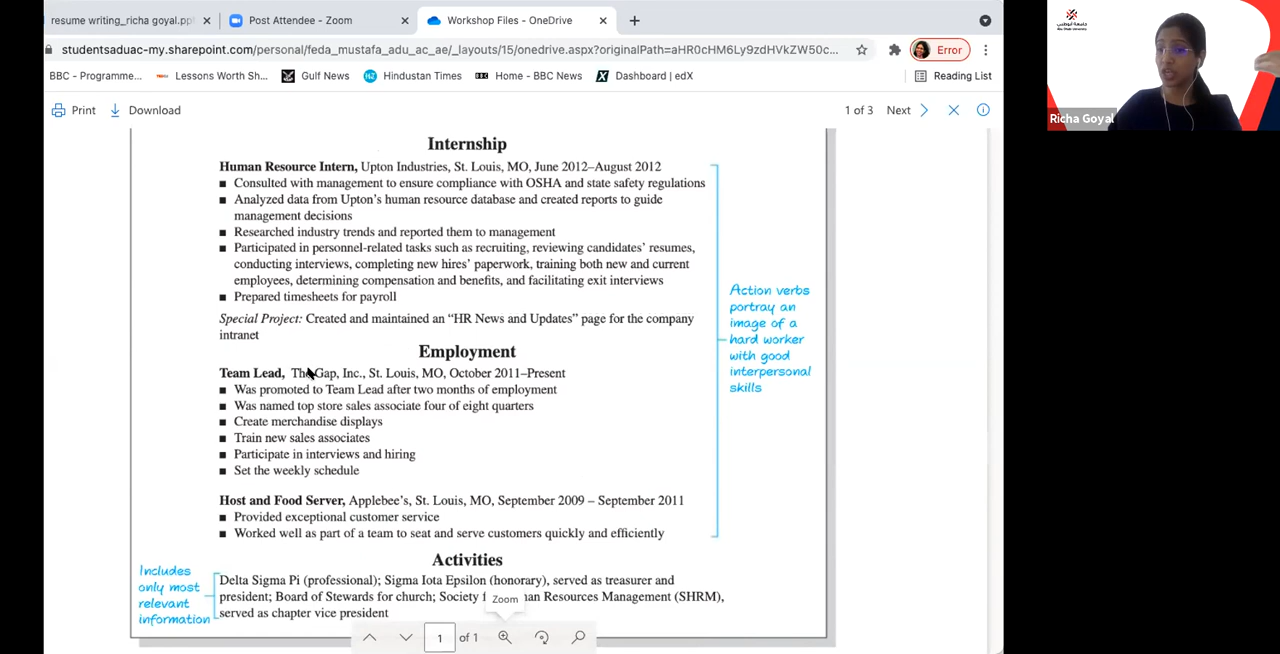 resume writing_richa goyal.pp
Post Attendee - Zoom
Workshop Files - OneDrive
studentsaduac-my.sharepoint.com/personal/feda_mustafa_adu_ac_ae/_layouts/15/onedrive.aspx?originalPath=aHR0cHM6Ly9zdHVkZW50c...
Error
BBC - Programme...
Lessons Worth Sh...
Gulf News
Hindustan Times
Home - BBC News
Dashboard | edX
Reading List
Print
Download
1 of 3
Next
Richa Goyal
Internship
Human Resource Intern, Upton Industries, St. Louis, MO, June 2012–August 2012
■ Consulted with management to ensure compliance with OSHA and state safety regulations
■ Analyzed data from Upton's human resource database and created reports to guide
management decisions
■ Researched industry trends and reported them to management
■ Participated in personnel-related tasks such as recruiting, reviewing candidates' resumes,
conducting interviews, completing new hires' paperwork, training both new and current
employees, determining compensation and benefits, and facilitating exit interviews
■ Prepared timesheets for payroll
Special Project: Created and maintained an “HR News and Updates” page for the company
intranet
Action verbs
portray an
image of a
hard worker
with good
interpersonal
skills
Employment
Team Lead, The Gap, Inc., St. Louis, MO, October 2011–Present
■ Was promoted to Team Lead after two months of employment
■ Was named top store sales associate four of eight quarters
■ Create merchandise displays
■ Train new sales associates
■ Participate in interviews and hiring
■ Set the weekly schedule
Host and Food Server, Applebee's, St. Louis, MO, September 2009 – September 2011
■ Provided exceptional customer service
■ Worked well as part of a team to seat and serve customers quickly and efficiently
Activities
Includes
only most
relevant
information
Delta Sigma Pi (professional); Sigma Iota Epsilon (honorary), served as treasurer and
president; Board of Stewards for church; Society f an Resources Management (SHRM),
served as chapter vice president
Zoom
1 of 1